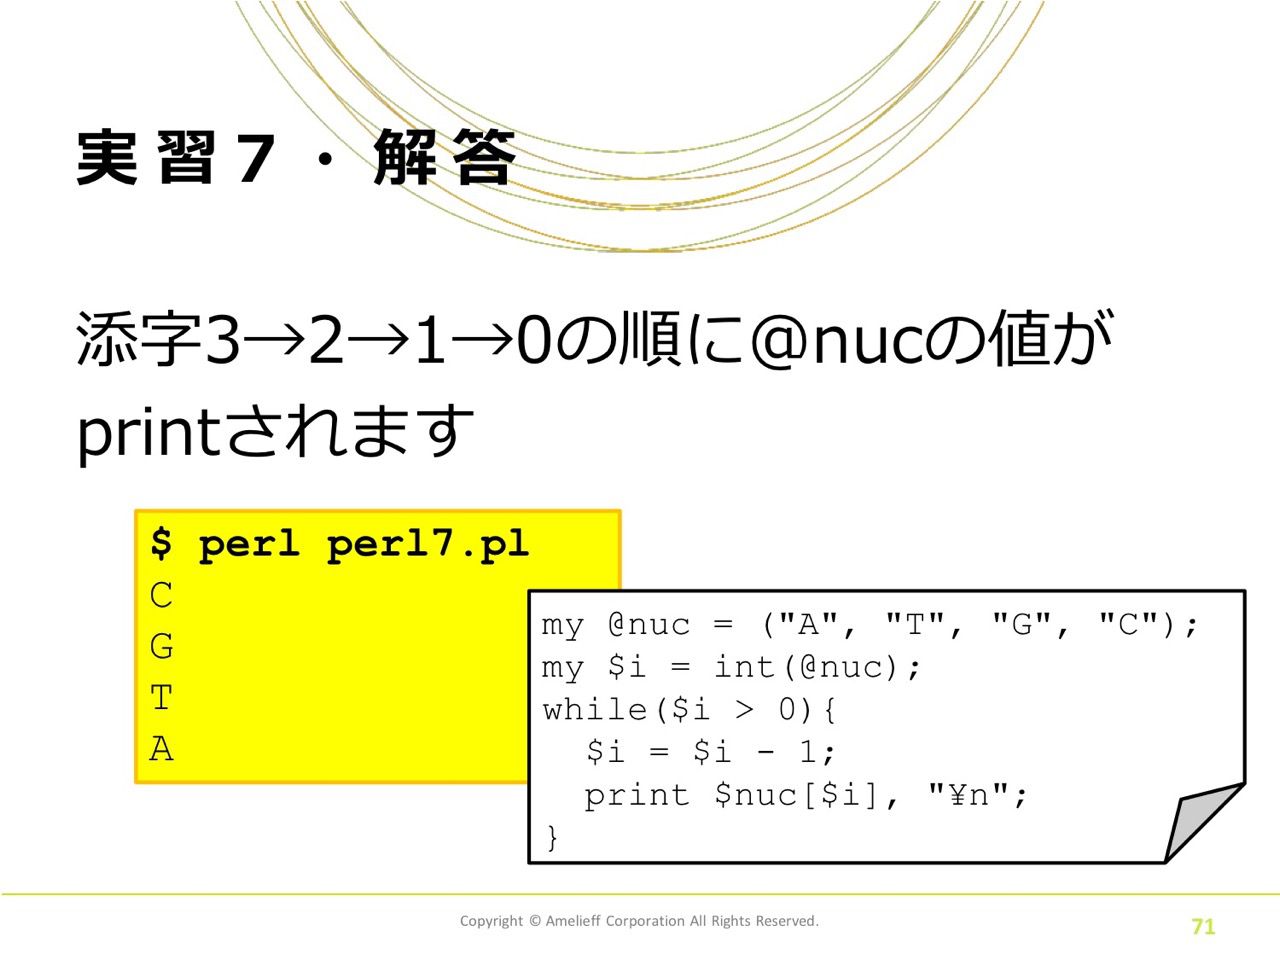 実習７・解答
添字3→2→1→0の順に@nucの値が
printされます
$ perl perl7.pl
C
G
T
A
my @nuc = ("A", "T", "G", "C");
my $i = int(@nuc);
while($i > 0){
  $i = $i - 1;
  print $nuc[$i], "¥n";
}
Copyright © Amelieff Corporation All Rights Reserved.
71